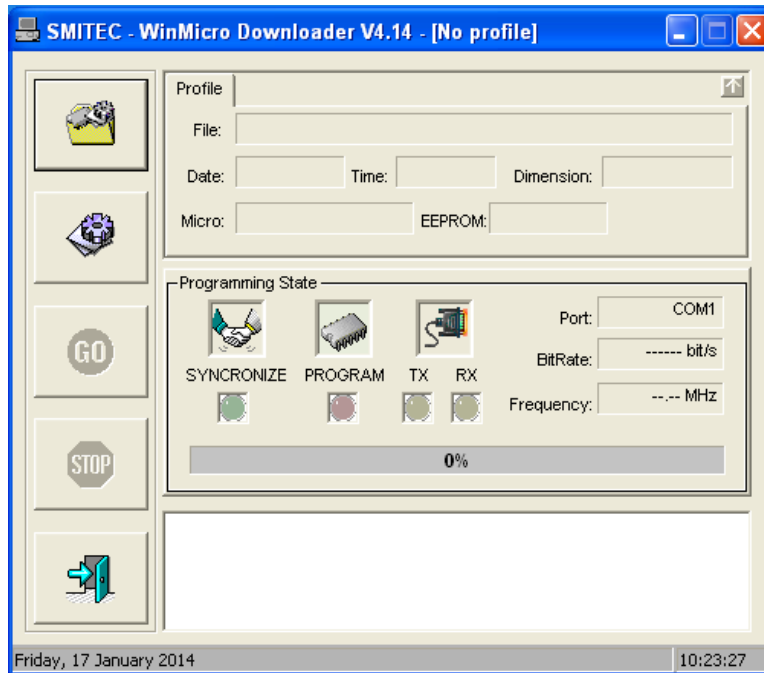 SMITEC - WinMicro Downloader V4.14 - [No profile]
Profile
File:
Date: Time: Dimension:
Micro: EEPROM:
Programming State
Port: COM1
BitRate: ------ bit/s
SYNCRONIZE PROGRAM TX RX
Frequency: --.-- MHz
0%
GO
STOP
Friday, 17 January 2014 10:23:27